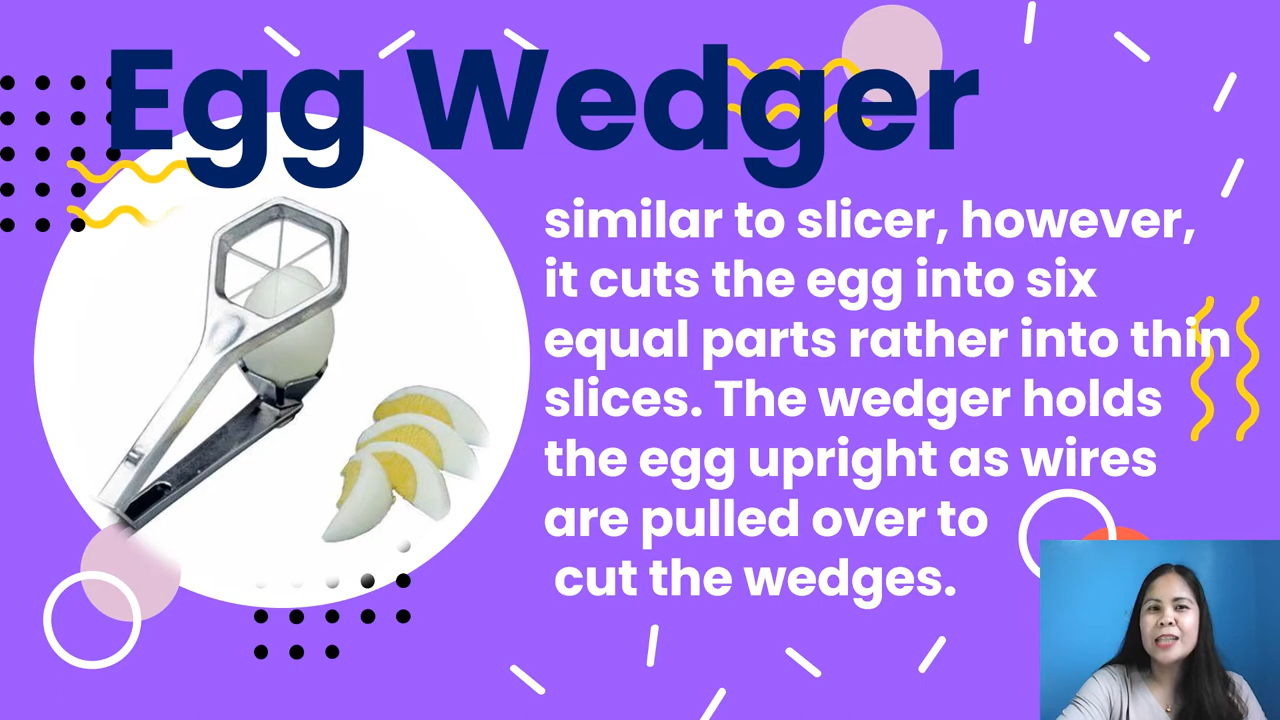 Egg Wedger
similar to slicer, however,
it cuts the egg into six
equal parts rather into thin
slices. The wedger holds
the egg upright as wires
are pulled over to
cut the wedges.